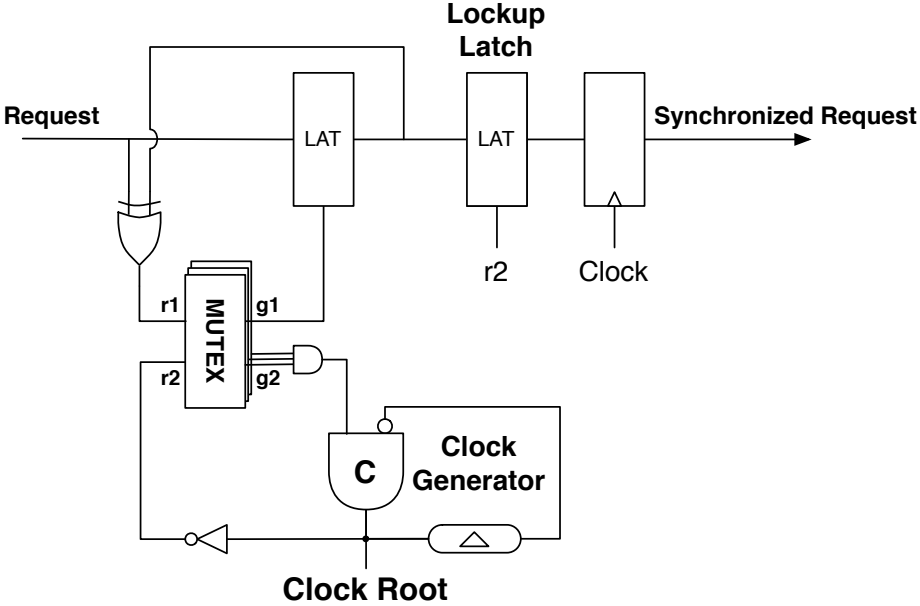 Lockup
Latch
Request
LAT
LAT
Synchronized Request
r2
Clock
r1
MUTEX
g1
r2
g2
C
Clock
Generator
Clock Root